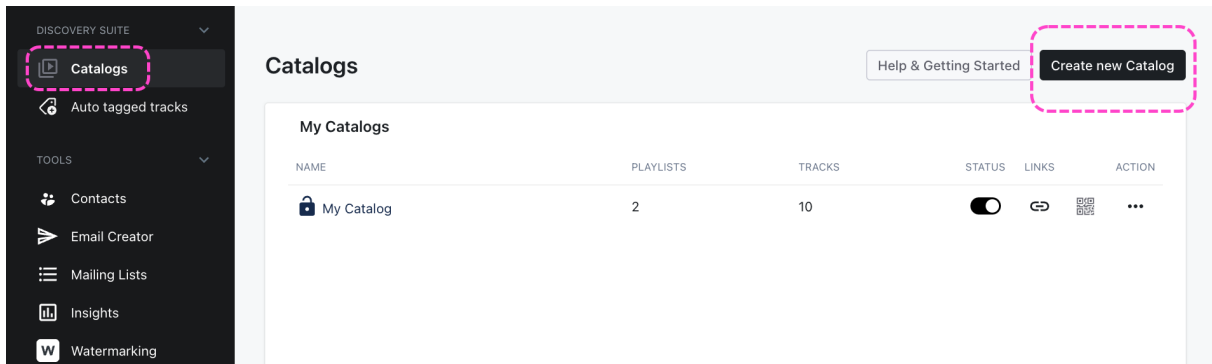 DISCOVERY SUITE
Catalogs
Auto tagged tracks
TOOLS
Contacts
Email Creator
Mailing Lists
Insights
W Watermarking
Catalogs
Help & Getting Started
Create new Catalog
My Catalogs
NAME PLAYLISTS TRACKS STATUS LINKS ACTION
My Catalog 2 10